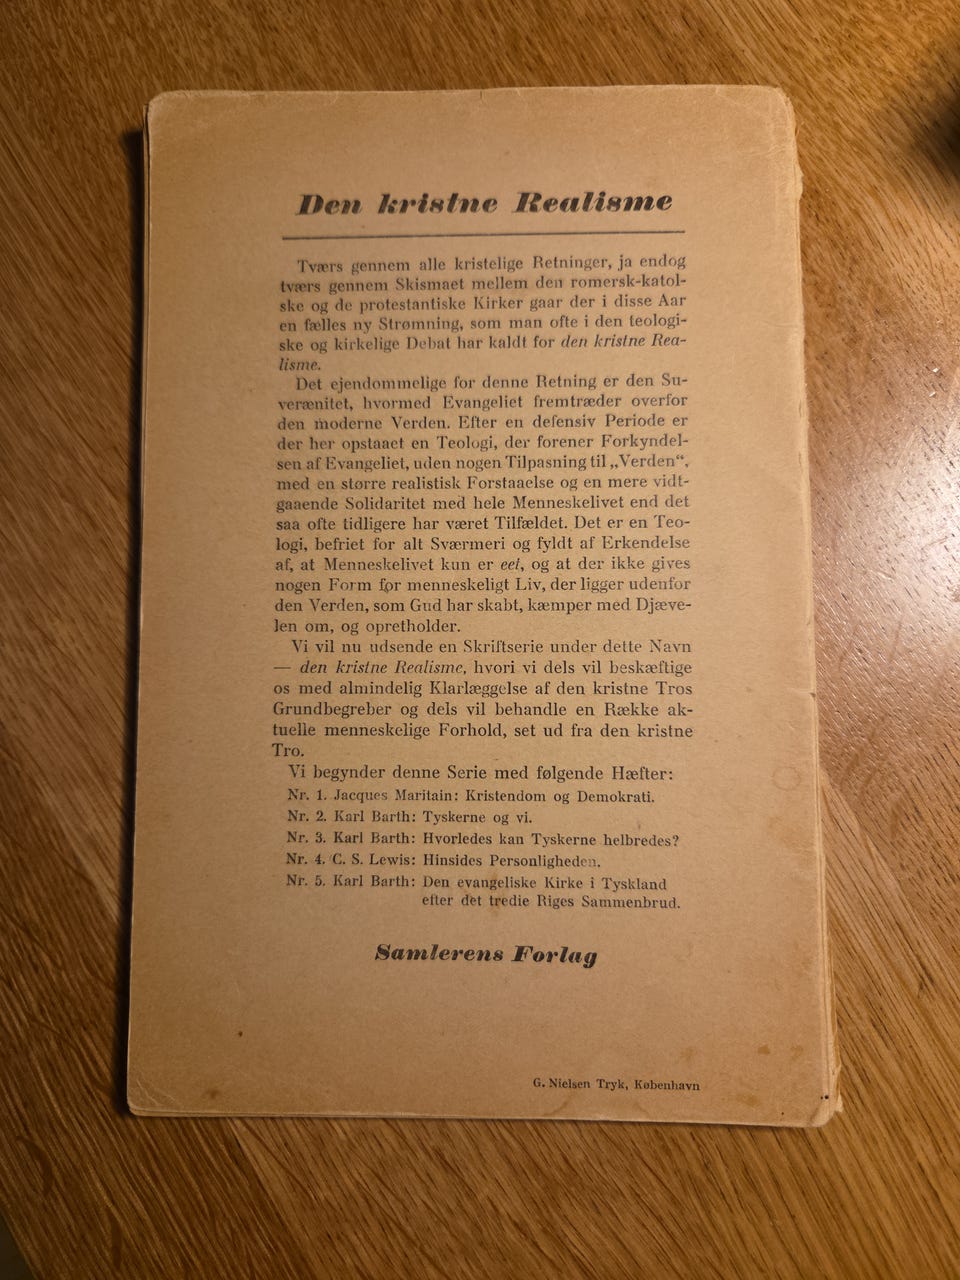 Den kristne Realisme
Tværs gennem alle kristelige Retninger, ja endog
tværs gennem Skismaet mellem den romersk-katol-
ske og de protestantiske Kirker gaar der i disse Aar
en fælles ny Strømning, som man ofte i den teologi-
ske og kirkelige Debat har kaldt for den kristne Rea-
lisme.
Det ejendommelige for denne Retning er den Su-
verænitet, hvormed Evangeliet fremtræder overfor
den moderne Verden. Efter en defensiv Periode er
der her opstaaet en Teologi, der forener Forkyndel-
sen af Evangeliet, uden nogen Tilpasning til „Verden“,
med en større realistisk Forstaaelse og en mere vidt-
gaaende Solidaritet med hele Menneskelivet end det
saa ofte tidligere har været Tilfældet. Det er en Teo-
logi, befriet for alt Sværmeri og fyldt af Erkendelse
af, at Menneskelivet kun er eet, og at der ikke gives
nogen Form for menneskeligt Liv, der ligger udenfor
den Verden, som Gud har skabt, kæmper med Djæve-
len om, og opretholder.
Vi vil nu udsende en Skriftserie under dette Navn
— den kristne Realisme, hvori vi dels vil beskæftige
os med almindelig Klarlæggelse af den kristne Tros
Grundbegreber og dels vil behandle en Række ak-
tuelle menneskelige Forhold, set ud fra den kristne
Tro.
Vi begynder denne Serie med følgende Hæfter:
Nr. 1. Jacques Maritain: Kristendom og Demokrati.
Nr. 2. Karl Barth: Tyskerne og vi.
Nr. 3. Karl Barth: Hvorledes kan Tyskerne helbredes?
Nr. 4. C. S. Lewis: Hinsides Personligheden.
Nr. 5. Karl Barth: Den evangeliske Kirke i Tyskland
efter det tredie Riges Sammenbrud.
Samlerens Forlag
G. Nielsen Tryk, København